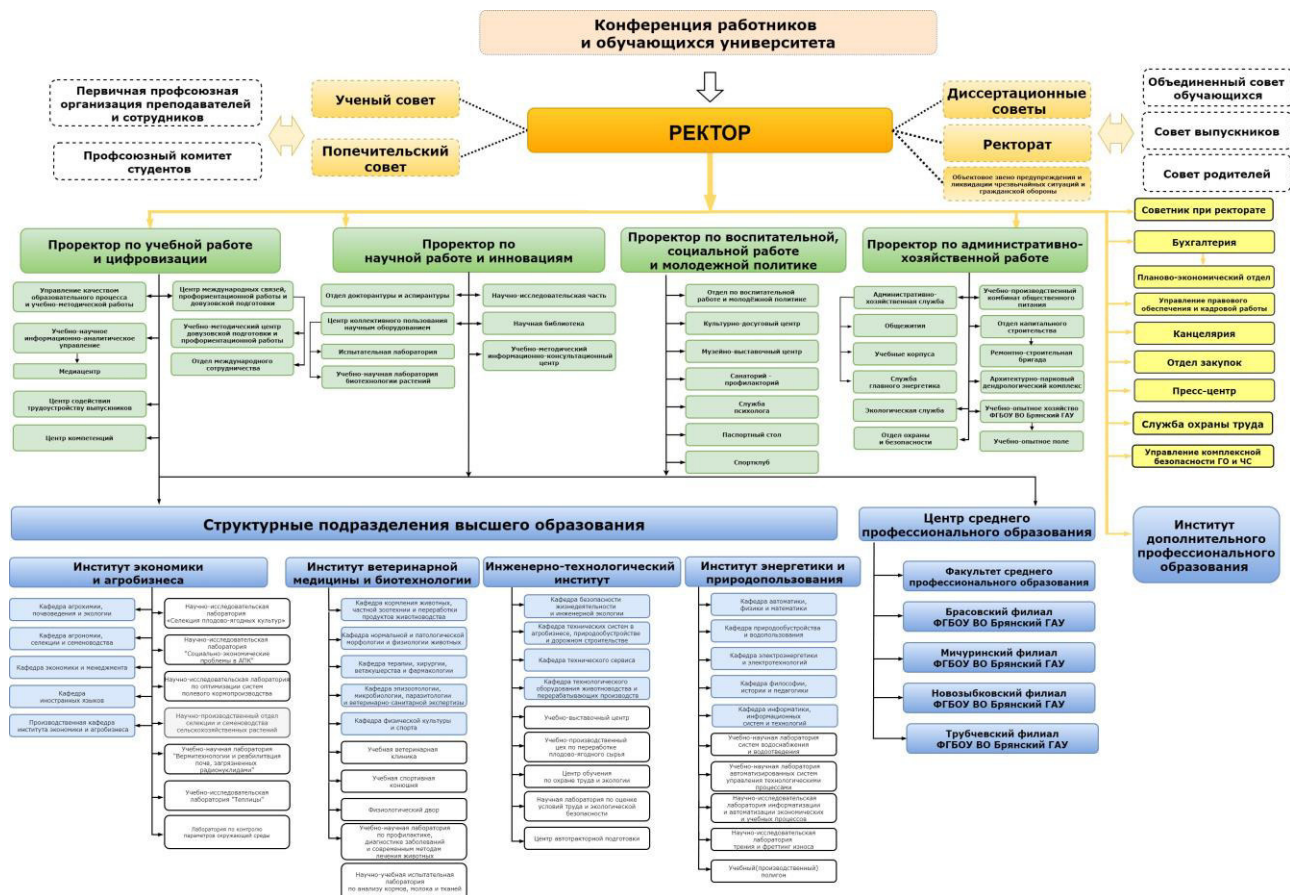 Конференция работников
и обучающихся университета
Первичная профсоюзная
организация преподавателей
и сотрудников
Профсоюзный комитет
студентов
Ученый совет
Попечительский
совет
РЕКТОР
Диссертационные
советы
Ректорат
Объектовое звено предупреждения и
ликвидации чрезвычайных ситуаций и
гражданской обороны
Объединенный совет
обучающихся
Совет выпускников
Совет родителей
Проректор по учебной работе
и цифровизации
Управление качеством
образовательного процесса
и учебно-методической работы
Учебно-научное
информационно-аналитическое
управление
Медиацентр
Центр содействия
трудоустройству выпускников
Центр компетенций
Центр международных связей,
профориентационной работы и
довузовской подготовки
Учебно-методический центр
довузовской подготовки и
профориентационной работы
Отдел международного
сотрудничества
Проректор по
научной работе и инновациям
Отдел докторантуры и аспирантуры
Центр коллективного пользования
научным оборудованием
Испытательная лаборатория
Учебно-научная лаборатория
биотехнологии растений
Научно-исследовательская часть
Научная библиотека
Учебно-методический
информационно-консультационный
центр
Проректор по воспитательной,
социальной работе
и молодежной политике
Отдел по воспитательной
работе и молодёжной политике
Культурно-досуговый центр
Музейно-выставочный центр
Санаторий -
профилакторий
Служба
психолога
Паспортный стол
Спортклуб
Проректор по административно-
хозяйственной работе
Административно-
хозяйственная служба
Общежития
Учебные корпуса
Служба
главного энергетика
Экологическая служба
Отдел охраны
и безопасности
Учебно-производственный
комбинат общественного
питания
Отдел капитального
строительства
Ремонтно-строительная
бригада
Архитектурно-парковый
дендрологический комплекс
Учебно-опытное хозяйство
ФГБОУ ВО Брянский ГАУ
Учебно-опытное поле
Советник при ректорате
Бухгалтерия
Планово-экономический отдел
Управление правового
обеспечения и кадровой работы
Канцелярия
Отдел закупок
Пресс-центр
Служба охраны труда
Управление комплексной
безопасности ГО и ЧС
Структурные подразделения высшего образования
Институт экономики
и агробизнеса
Кафедра агрохимии,
почвоведения и экологии
Кафедра агрономии,
селекции и семеноводства
Кафедра экономики и менеджмента
Кафедра
иностранных языков
Производственная кафедра
института экономики и агробизнеса
Научно-исследовательская
лаборатория
«Селекция плодово-ягодных культур»
Научно-исследовательская
лаборатория
"Социально-экономические
проблемы в АПК"
Научно-исследовательская лаборатория
по оптимизации систем
полевого кормопроизводства
Научно-производственный отдел
селекции и семеноводства
сельскохозяйственных растений
Учебно-научная лаборатория
"Вермитехнологии и реабилитация
почв, загрязненных
радионуклидами"
Учебно-исследовательская
лаборатория "Теплицы"
Лаборатория по контролю
параметров окружающей среды
Институт ветеринарной
медицины и биотехнологии
Кафедра кормления животных,
частной зоотехнии и переработки
продуктов животноводства
Кафедра нормальной и патологической
морфологии и физиологии животных
Кафедра терапии, хирургии,
ветакушерства и фармакологии
Кафедра эпизоотологии,
микробиологии, паразитологии
и ветеринарно-санитарной экспертизы
Кафедра физической культуры
и спорта
Учебная ветеринарная
клиника
Учебная спортивная
конюшня
Физиологический двор
Учебно-научная лаборатория
по профилактике,
диагностике заболеваний
и современным методам
лечения животных
Научно-учебная испытательная
лаборатория
по анализу кормов, молока и тканей
Инженерно-технологический
институт
Кафедра безопасности
жизнедеятельности
и инженерной экологии
Кафедра технических систем в
агробизнесе, природообустройстве
и дорожном строительстве
Кафедра технического сервиса
Кафедра технологического
оборудования животноводства и
перерабатывающих производств
Учебно-выставочный центр
Учебно-производственный
цех по переработке
плодово-ягодного сырья
Центр обучения
по охране труда и экологии
Научная лаборатория по оценке
условий труда и экологической
безопасности
Центр автотракторной подготовки
Институт энергетики и
природопользования
Кафедра автоматики,
физики и математики
Кафедра природообустройства
и водопользования
Кафедра электроэнергетики
и электротехнологий
Кафедра философии,
истории и педагогики
Кафедра информатики,
информационных
систем и технологий
Учебно-научная лаборатория
систем водоснабжения
и водоотведения
Учебно-научная лаборатория
автоматизированных систем
управления технологическими
процессами
Научно-исследовательская
лаборатория информатизации
и автоматизации экономических
и учебных процессов
Научно-исследовательская
лаборатория
трения и фреттинг износа
Учебный(производственный)
полигон
Центр среднего
профессионального образования
Факультет среднего
профессионального образования
Брасовский филиал
ФГБОУ ВО Брянский ГАУ
Мичуринский филиал
ФГБОУ ВО Брянский ГАУ
Новозыбковский филиал
ФГБОУ ВО Брянский ГАУ
Трубчевский филиал
ФГБОУ ВО Брянский ГАУ
Институт
дополнительного
профессионального
образования